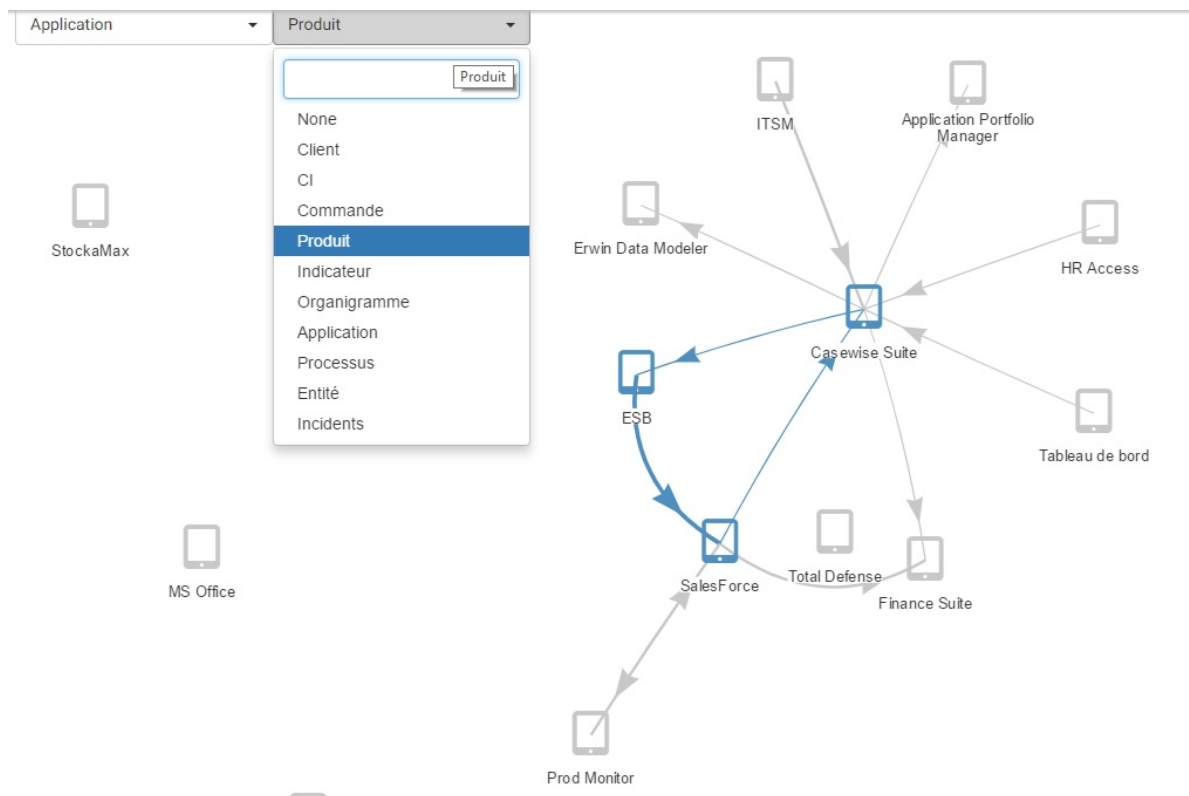 Application
Produit
Produit
None
Client
CI
Commande
Produit
Indicateur
Organigramme
Application
Processus
Entité
Incidents
ITSM
Application Portfolio
Manager
StockaMax
Erwin Data Modeler
HR Access
Casewise Suite
ESB
Tableau de bord
MS Office
SalesForce
Total Defense
Finance Suite
Prod Monitor